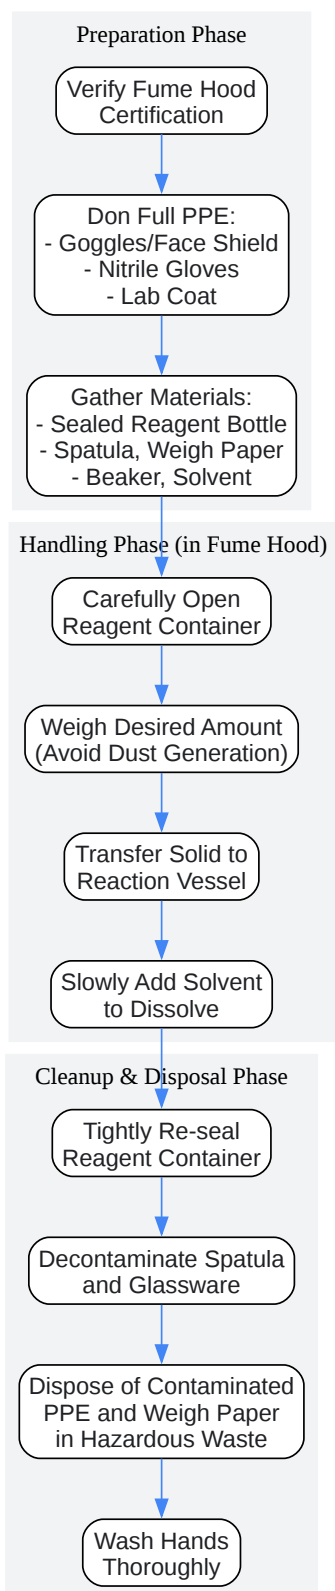 Preparation Phase
Verify Fume Hood
Certification
Don Full PPE:
- Goggles/Face Shield
- Nitrile Gloves
- Lab Coat
Gather Materials:
- Sealed Reagent Bottle
- Spatula, Weigh Paper
- Beaker, Solvent
Handling Phase (in Fume Hood)
Carefully Open
Reagent Container
Weigh Desired Amount
(Avoid Dust Generation)
Transfer Solid to
Reaction Vessel
Slowly Add Solvent
to Dissolve
Cleanup & Disposal Phase
Tightly Re-seal
Reagent Container
Decontaminate Spatula
and Glassware
Dispose of Contaminated
PPE and Weigh Paper
in Hazardous Waste
Wash Hands
Thoroughly